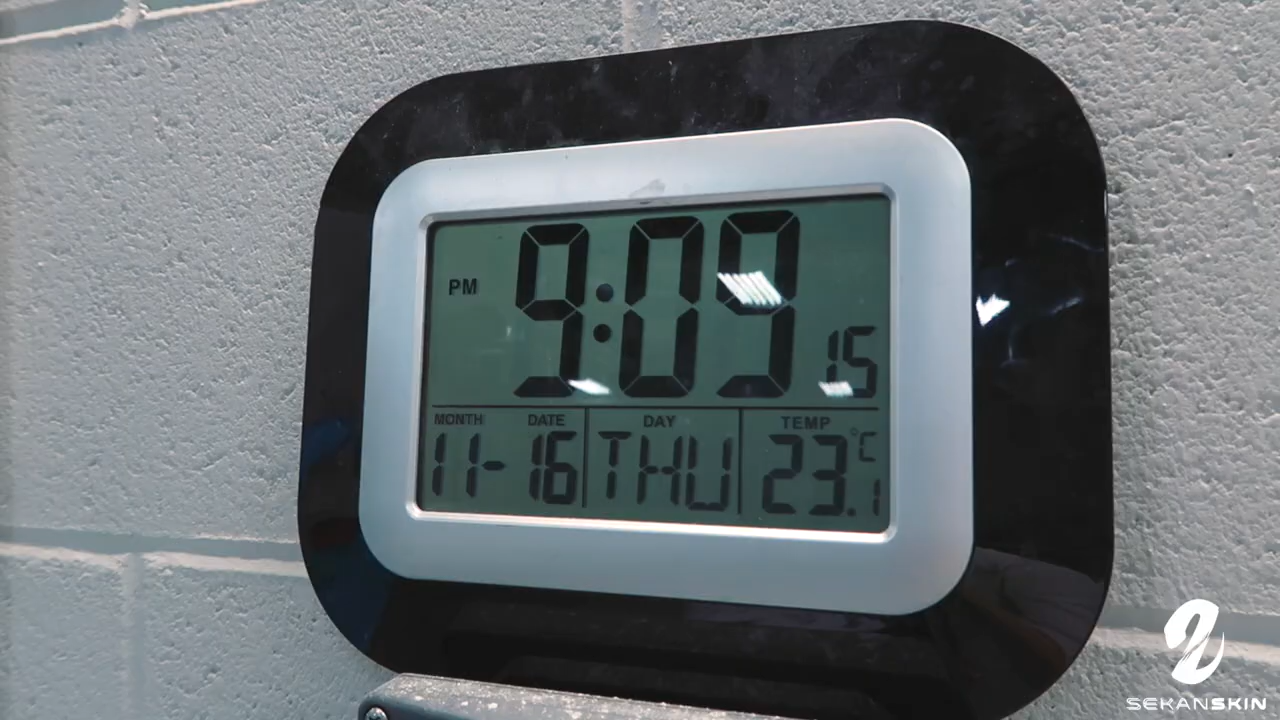 PM 9:09 15
MONTH DATE DAY TEMP
11-16 THU 23.1 °C
SEKANSKIN